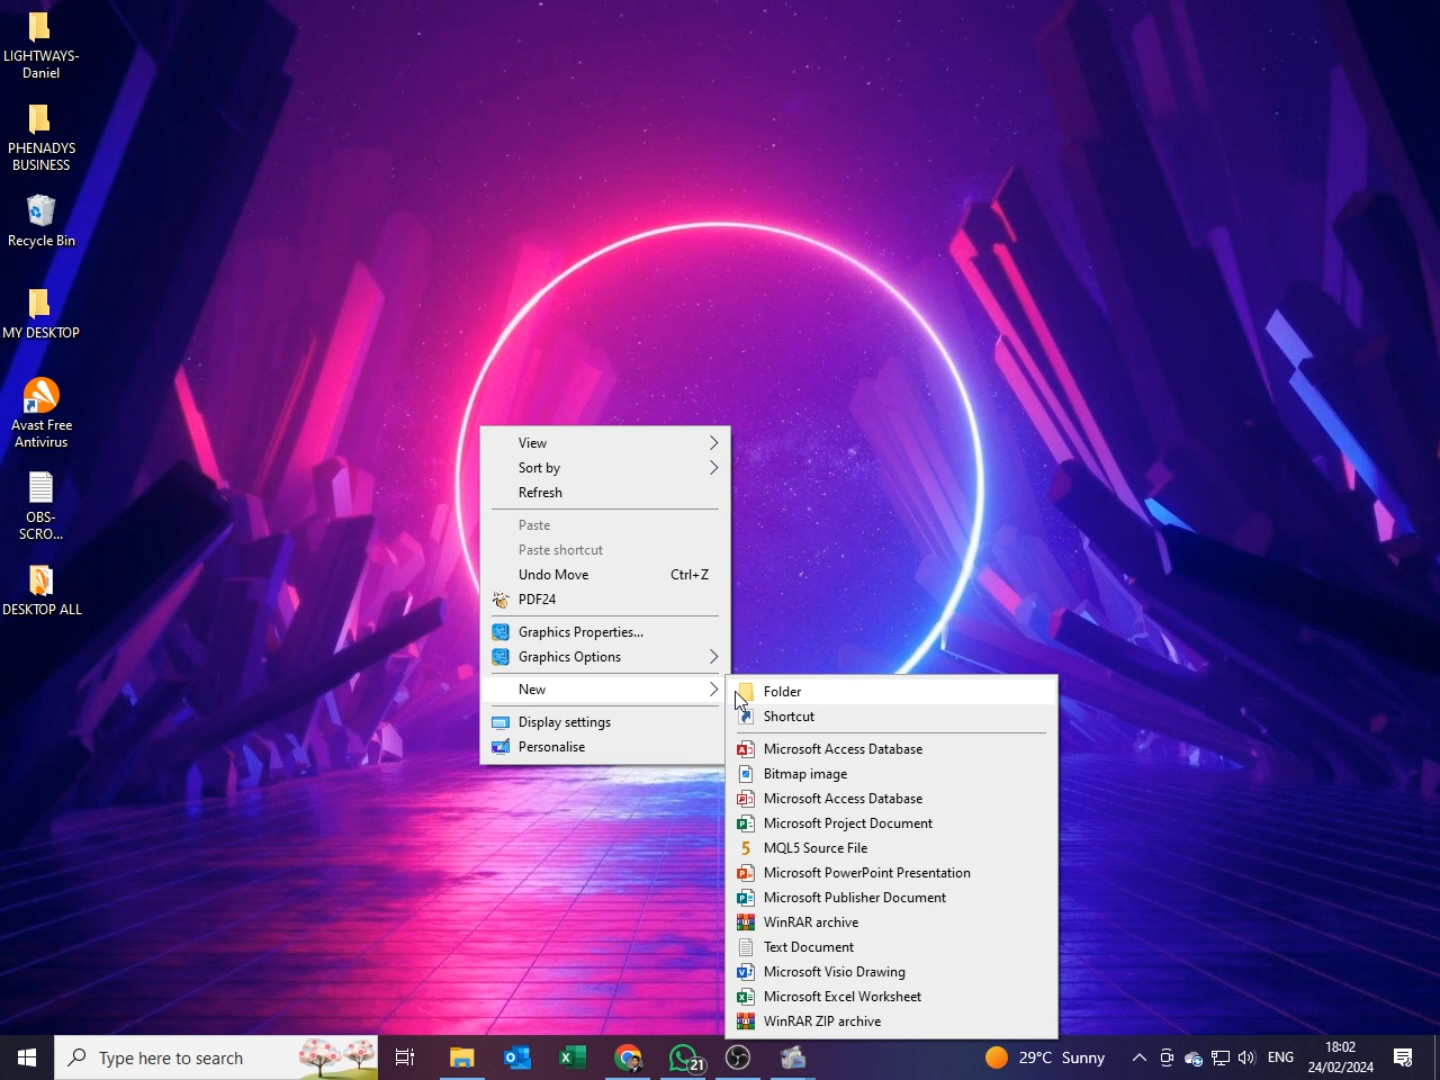 LIGHTWAYS-
Daniel
PHENADYS
BUSINESS
Recycle Bin
MY DESKTOP
Avast Free
Antivirus
OBS-
SCRO...
DESKTOP ALL
View
Sort by
Refresh
Paste
Paste shortcut
Undo Move Ctrl+Z
PDF24
Graphics Properties...
Graphics Options
New
Display settings
Personalise
Folder
Shortcut
Microsoft Access Database
Bitmap image
Microsoft Access Database
Microsoft Project Document
MQL5 Source File
Microsoft PowerPoint Presentation
Microsoft Publisher Document
WinRAR archive
Text Document
Microsoft Visio Drawing
Microsoft Excel Worksheet
WinRAR ZIP archive
Type here to search
21
29°C Sunny
ENG
18:02
24/02/2024